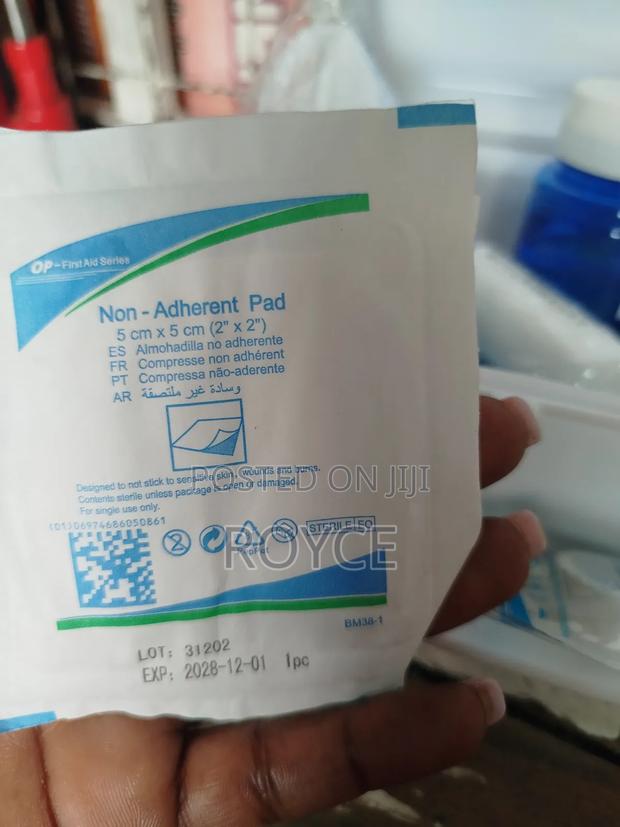 OP-First Aid Series
Non - Adherent Pad
5 cm x 5 cm (2" x 2")
ES Almohadilla no adherente
FR Compresse non adhérent
PT Compressa não-aderente
AR وسادة غير ملتصقة
Designed to not stick to sensitive skin, wounds and burns.
Contents sterile unless package is open or damaged.
For single use only.
POSTED ON JIJI
(01)06974686050861
STERILE EO
ROYCE
BM38-1
LOT: 31202
EXP: 2028-12-01 1pc